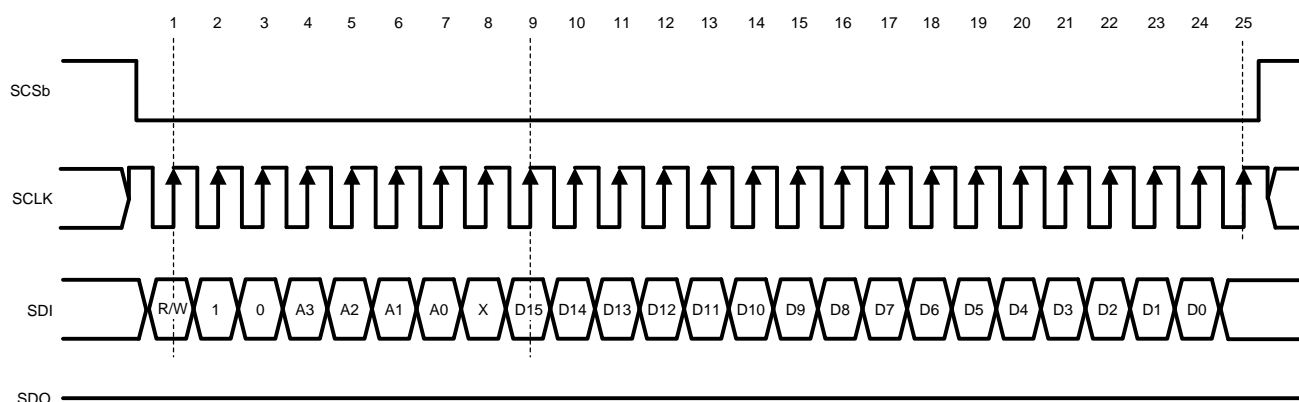 1 2 3 4 5 6 7 8 9 10 11 12 13 14 15 16 17 18 19 20 21 22 23 24 25
SCSb
SCLK
SDI R/W 1 0 A3 A2 A1 A0 X D15 D14 D13 D12 D11 D10 D9 D8 D7 D6 D5 D4 D3 D2 D1 D0
SDO